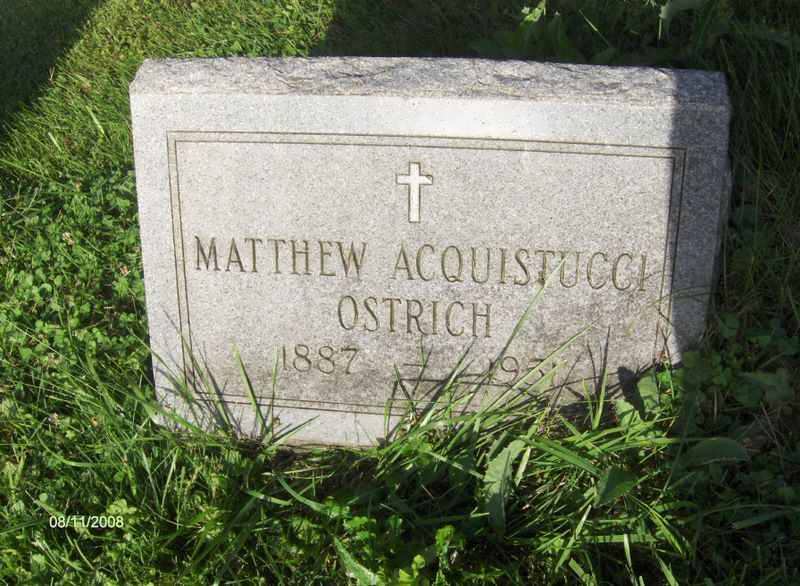 MATTHEW ACQUISTUCCI
OSTRICH
1887
08/11/2008